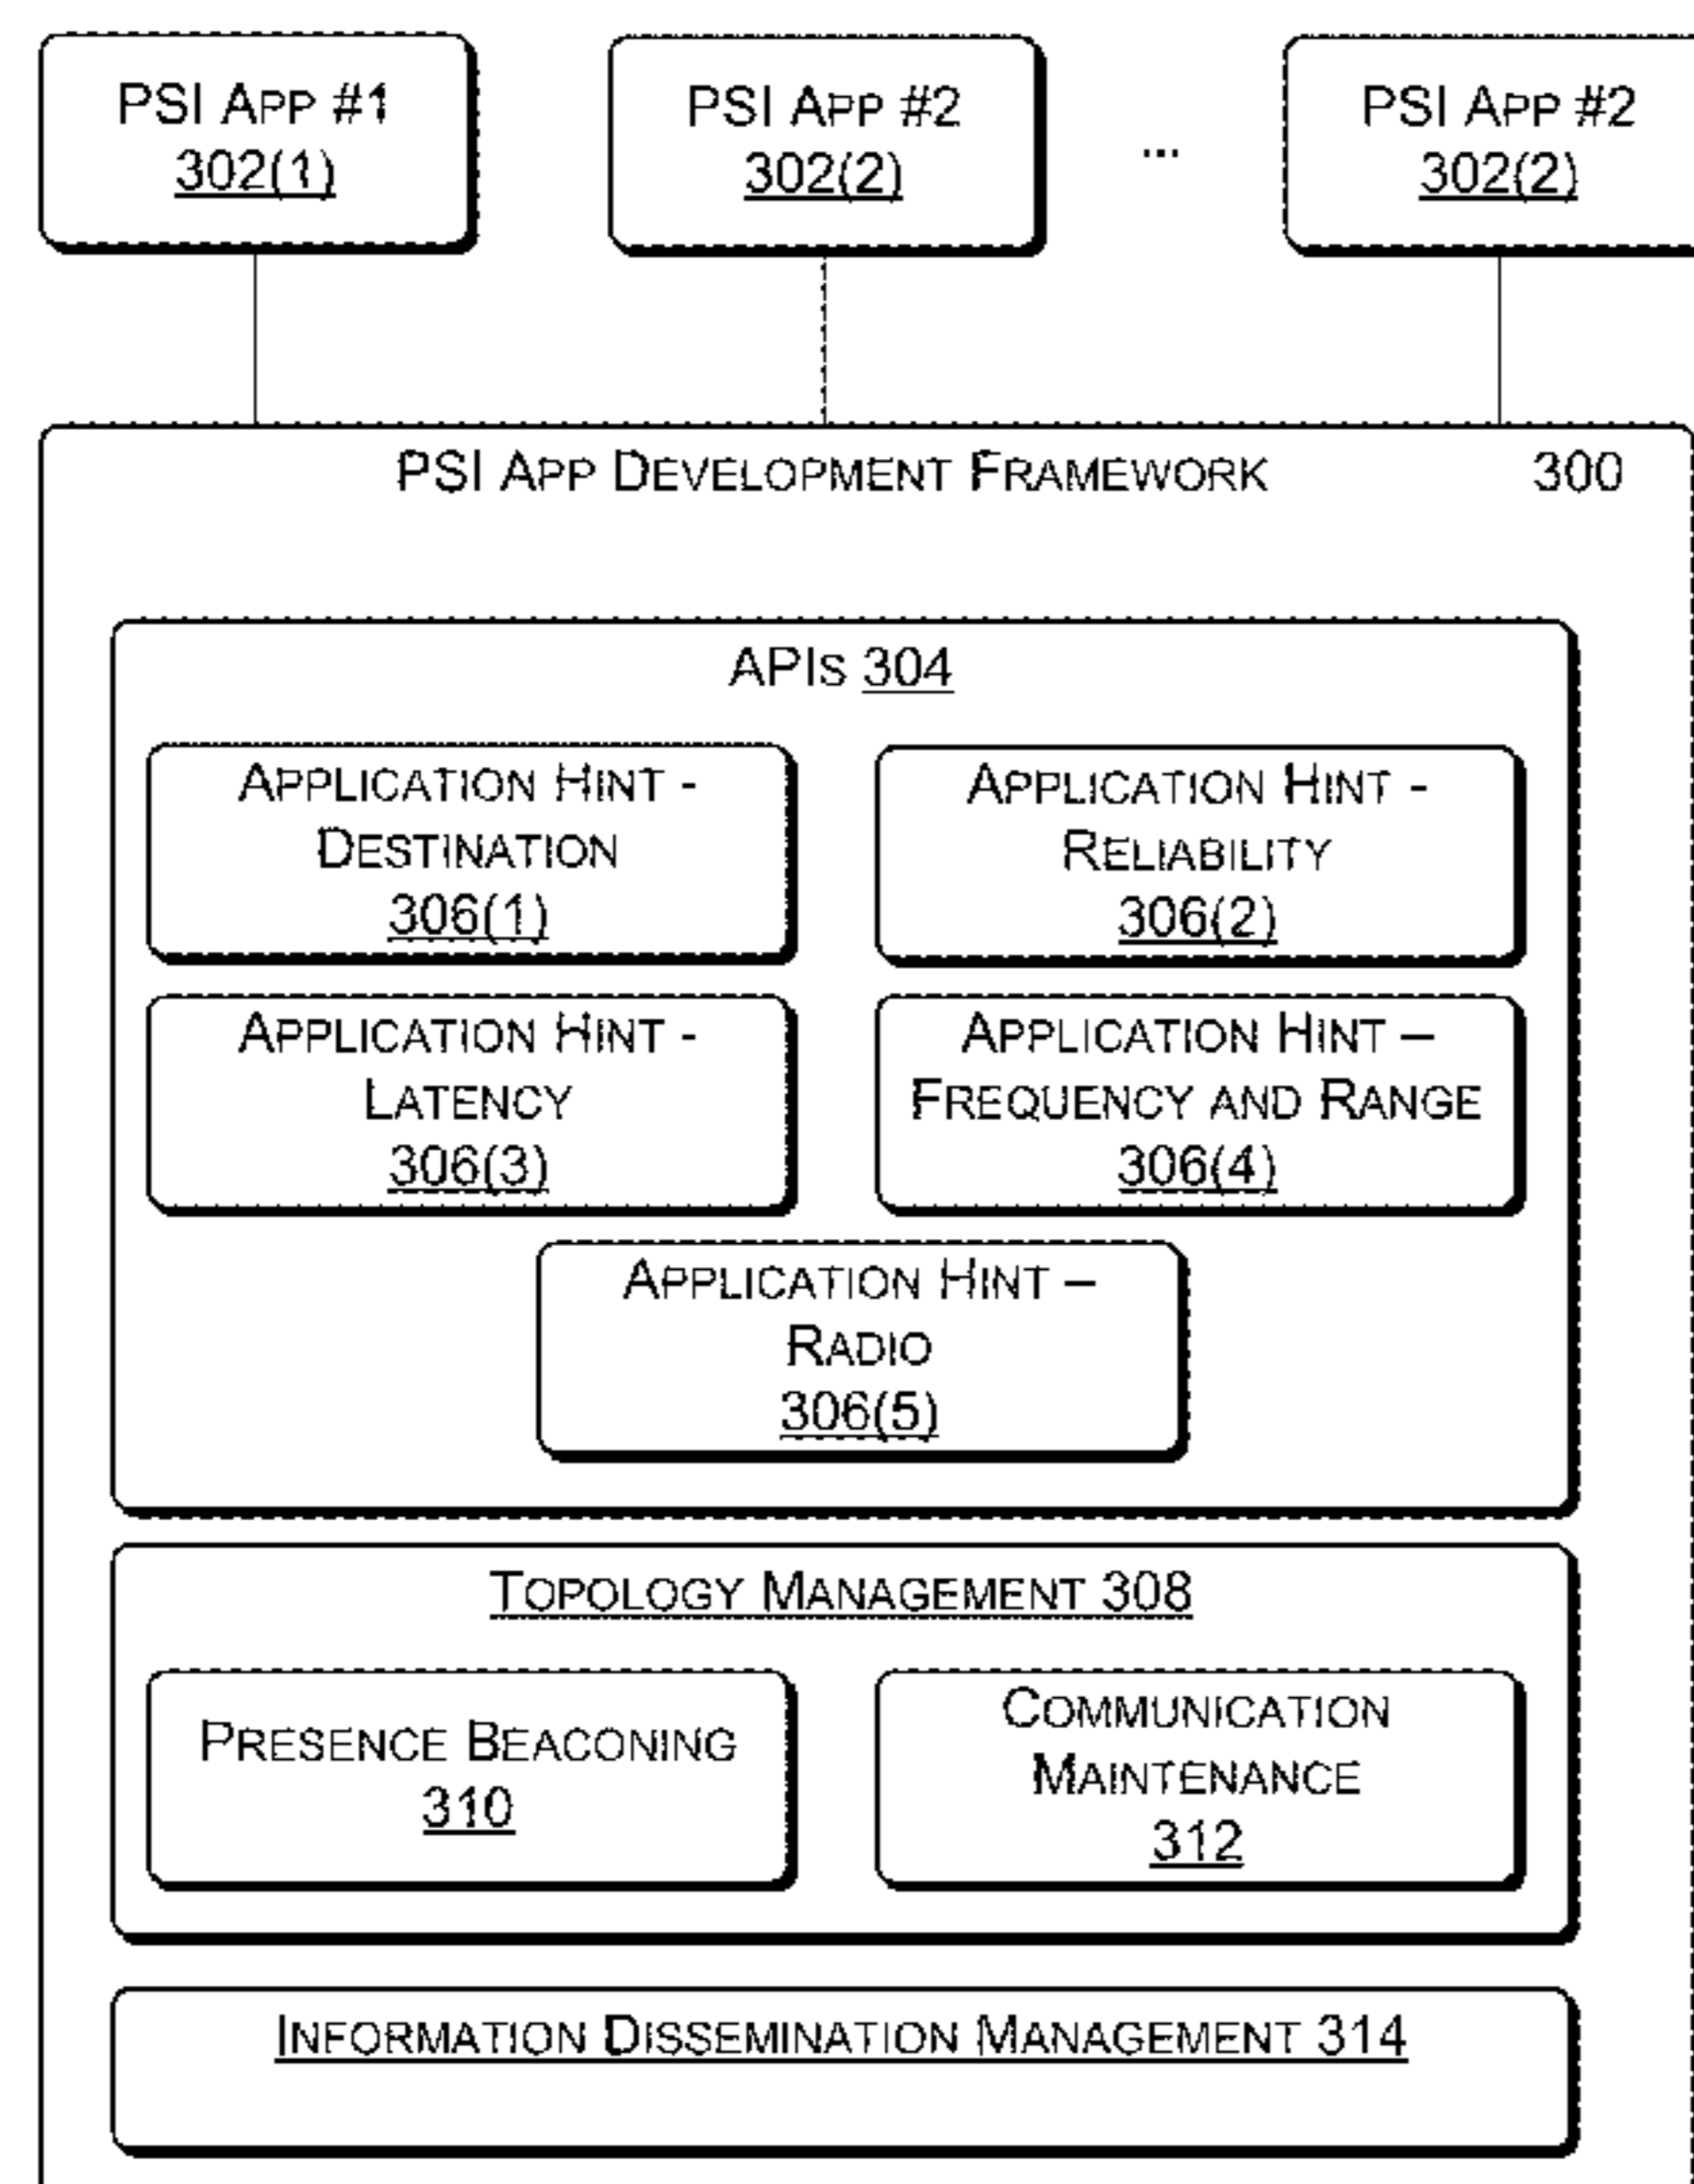 PSI APP #1
302(1)
PSI APP #2
302(2)
...
PSI APP #2
302(2)
PSI APP DEVELOPMENT FRAMEWORK
300
APIS 304
APPLICATION HINT -
DESTINATION
306(1)
APPLICATION HINT -
RELIABILITY
306(2)
APPLICATION HINT -
LATENCY
306(3)
APPLICATION HINT –
FREQUENCY AND RANGE
306(4)
APPLICATION HINT –
RADIO
306(5)
TOPOLOGY MANAGEMENT 308
PRESENCE BEACONING
310
COMMUNICATION
MAINTENANCE
312
INFORMATION DISSEMINATION MANAGEMENT 314